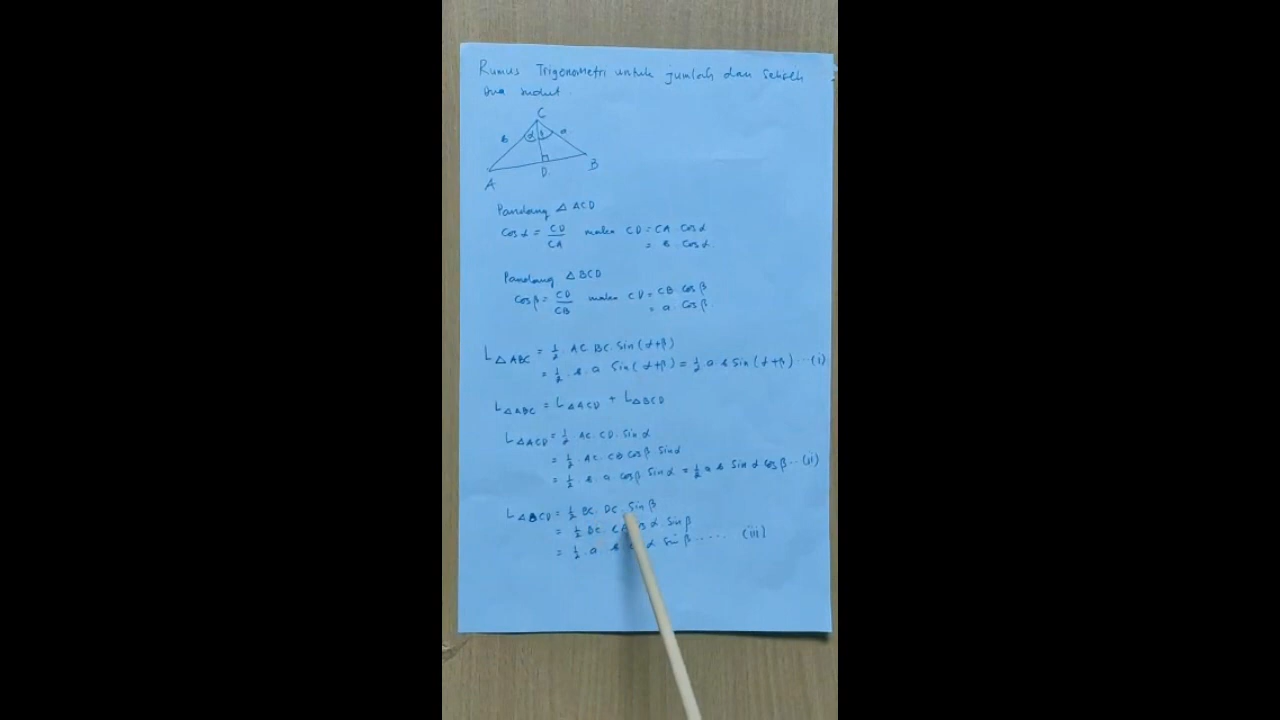 Rumus Trigonometri untuk jumlah dan selisih
Dua sudut.
C
b α β a
A D B
Pandang △ ACD
Cos α = CD/CA maka CD = CA . Cos α
= b . Cos α
Pandang △ BCD
Cos β = CD/CB maka CD = CB . Cos β
= a . Cos β
L△ABC = 1/2 . AC . BC . Sin (α+β)
= 1/2 . b . a Sin (α+β) = 1/2 a . b Sin (α+β) ... (i)
L△ABC = L△ACD + L△BCD
L△ACD = 1/2 AC . CD . Sin α
= 1/2 . AC . CB Cos β . Sin α
= 1/2 . b . a Cos β Sin α = 1/2 a b Sin α Cos β ... (ii)
L△BCD = 1/2 BC . DC . Sin β
= 1/2 BC . α . Sin β
= 1/2 . a . b α Sin β ...... (iii)